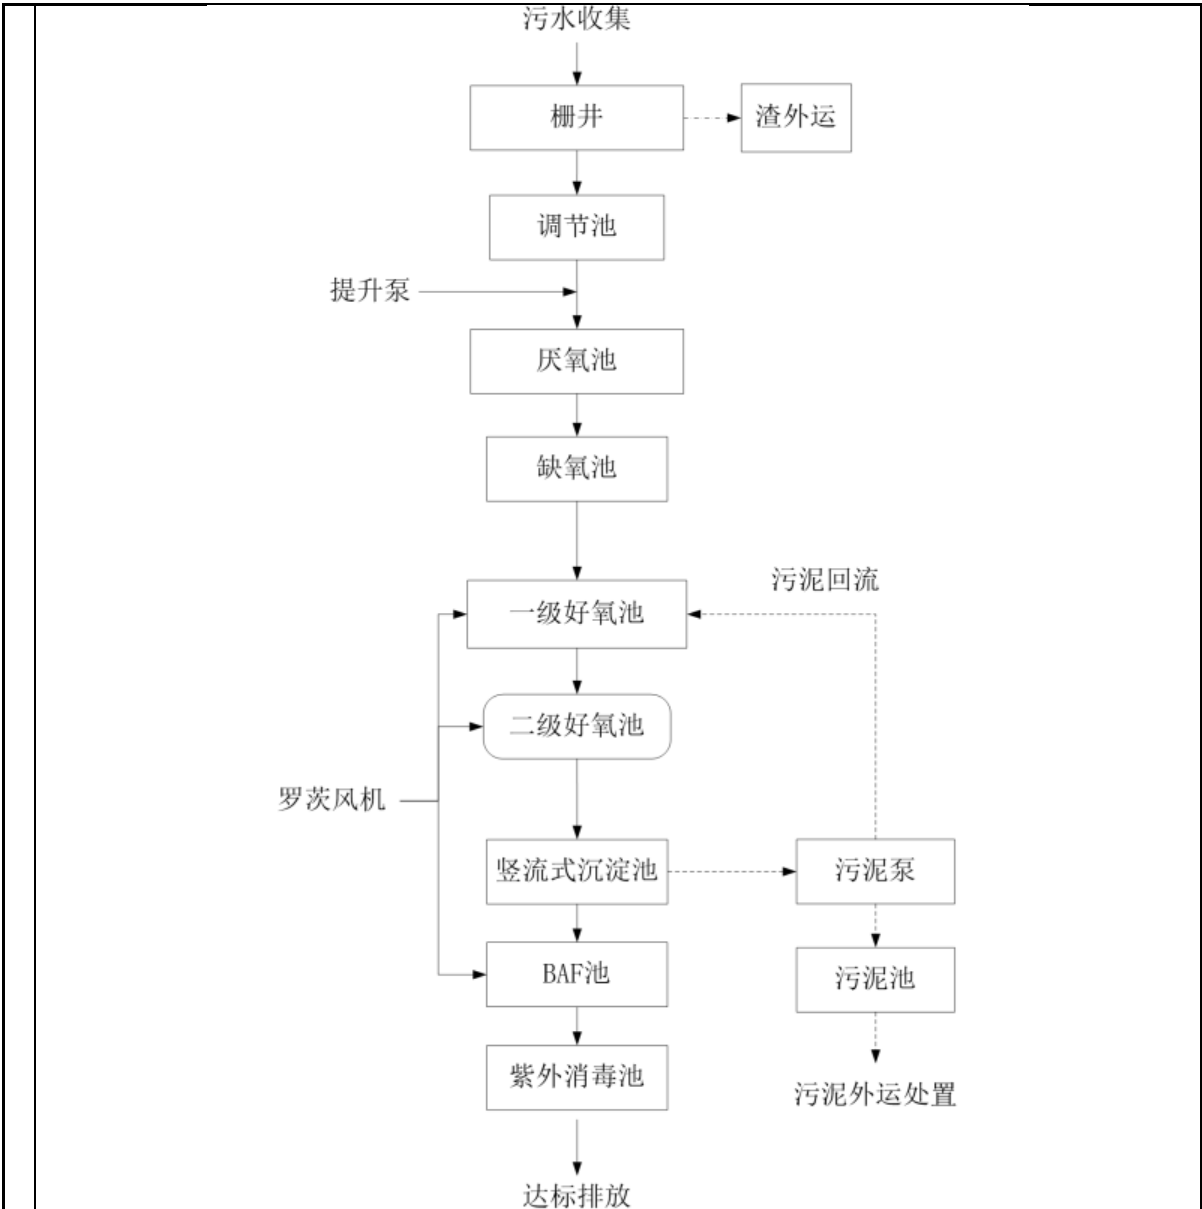 污水收集
栅井
渣外运
调节池
提升泵
厌氧池
缺氧池
污泥回流
一级好氧池
二级好氧池
罗茨风机
竖流式沉淀池
污泥泵
BAF池
污泥池
紫外消毒池
污泥外运处置
达标排放